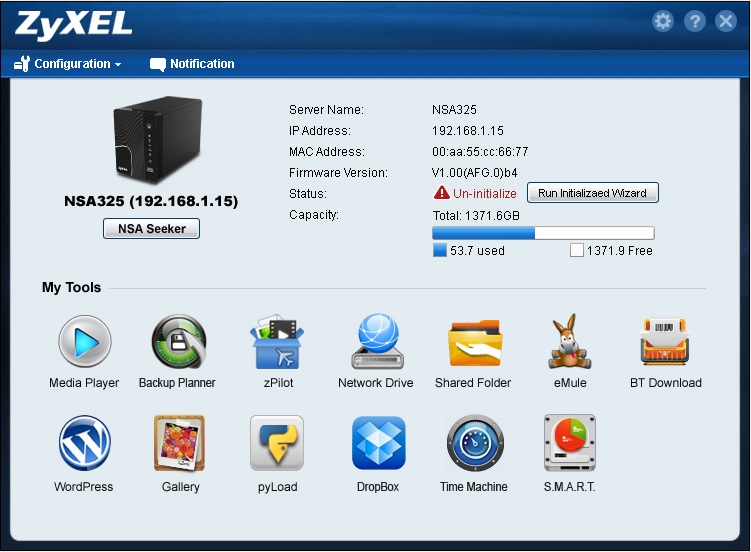 ZyXEL
Configuration
Notification
Server Name: NSA325
IP Address: 192.168.1.15
MAC Address: 00:aa:55:cc:66:77
Firmware Version: V1.00(AFG.0)b4
Status: Un-initialize Run Initializaed Wizard
Capacity: Total: 1371.6GB
53.7 used 1371.9 Free
ZyXEL
NSA325 (192.168.1.15)
NSA Seeker
My Tools
Media Player Backup Planner zPilot Network Drive Shared Folder eMule BT Download
WordPress Gallery pyLoad DropBox Time Machine S.M.A.R.T.